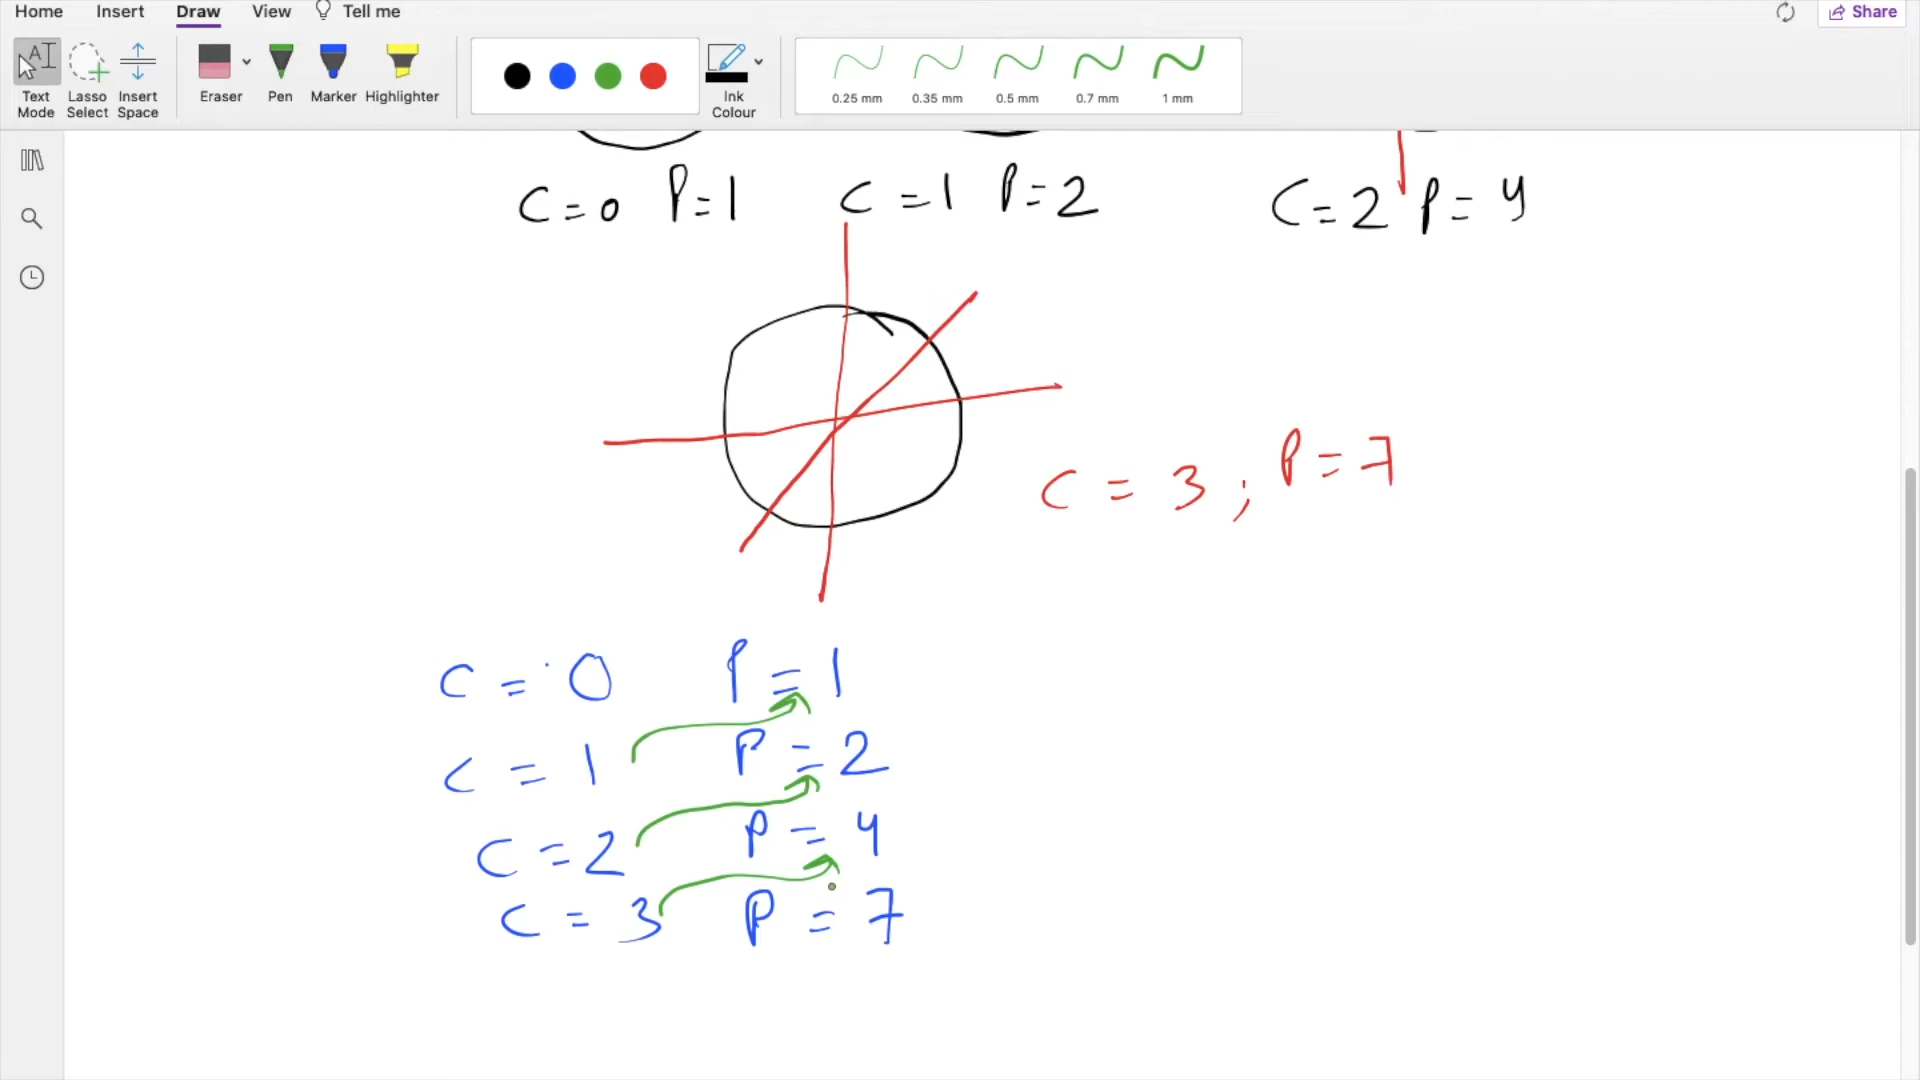 Home Insert Draw View Tell me Share
Text Mode Lasso Select Insert Space Eraser Pen Marker Highlighter Ink Colour 0.25 mm 0.35 mm 0.5 mm 0.7 mm 1 mm
C=0 P=1 C=1 P=2 C=2 P=4
C=3; P=7
C=0 P=1
C=1 P=2
C=2 P=4
C=3 P=7